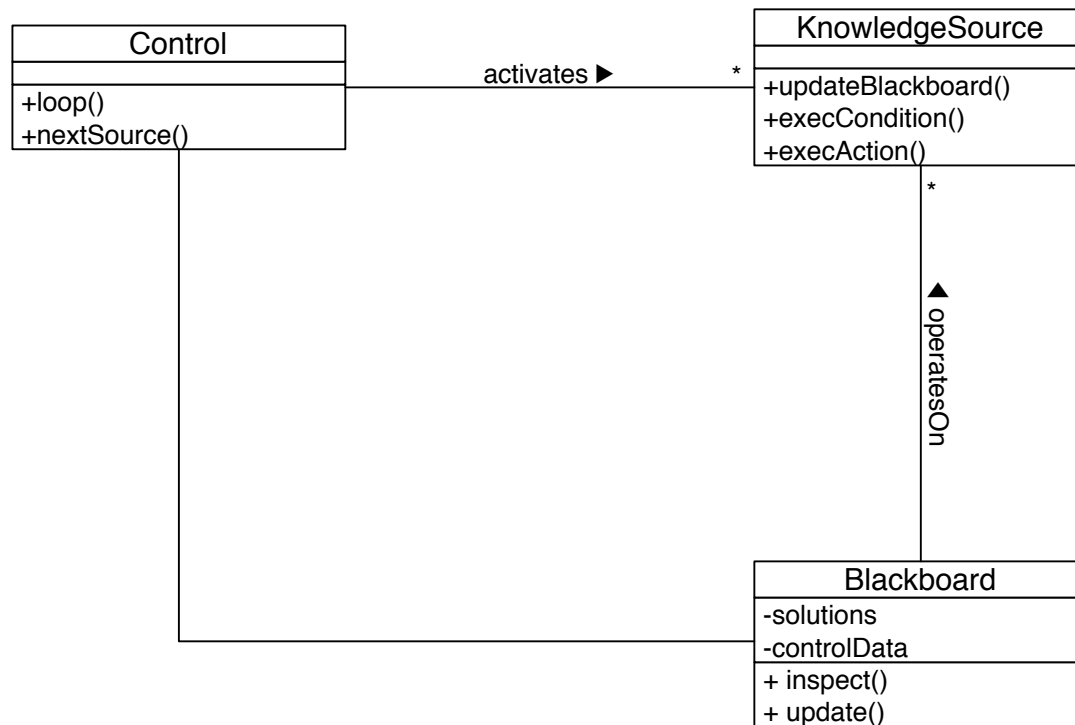 Control
+loop()
+nextSource()
activates ▶
*
KnowledgeSource
+updateBlackboard()
+execCondition()
+execAction()
*
▲ operatesOn
Blackboard
-solutions
-controlData
+ inspect()
+ update()